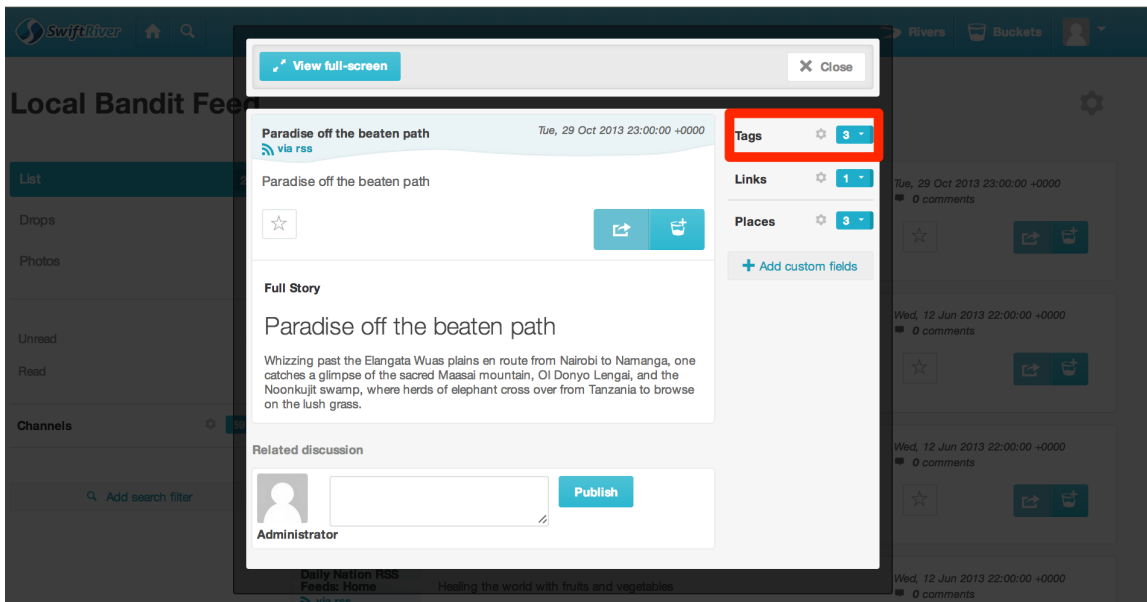 SwiftRiver
Rivers
Buckets
View full-screen
Close
Local Bandit Feed
Paradise off the beaten path
Tue, 29 Oct 2013 23:00:00 +0000
via rss
Paradise off the beaten path
Tags
3
Links
1
Places
3
Add custom fields
List
Drops
Photos
Unread
Read
Channels
Add search filter
Full Story
Paradise off the beaten path
Whizzing past the Elangata Wuas plains en route from Nairobi to Namanga, one
catches a glimpse of the sacred Maasai mountain, Ol Donyo Lengai, and the
Noonkujit swamp, where herds of elephant cross over from Tanzania to browse
on the lush grass.
Related discussion
Publish
Administrator
Tue, 29 Oct 2013 23:00:00 +0000
0 comments
Wed, 12 Jun 2013 22:00:00 +0000
0 comments
Wed, 12 Jun 2013 22:00:00 +0000
0 comments
Daily Nation RSS
Feeds: Home
via rss
Healing the world with fruits and vegetables
Wed, 12 Jun 2013 22:00:00 +0000
0 comments